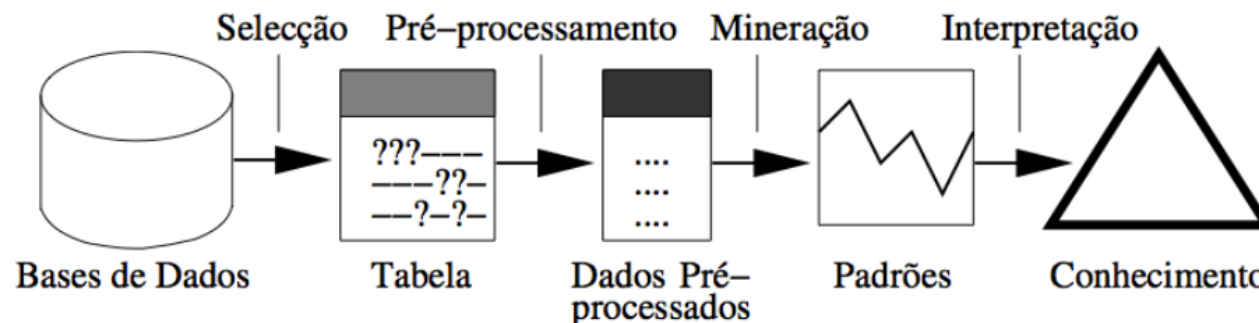 Selecção Pré–processamento Mineração Interpretação
???–––
–––??–
––?–?–
....
....
....
Bases de Dados Tabela Dados Pré– Padrões Conhecimento
processados